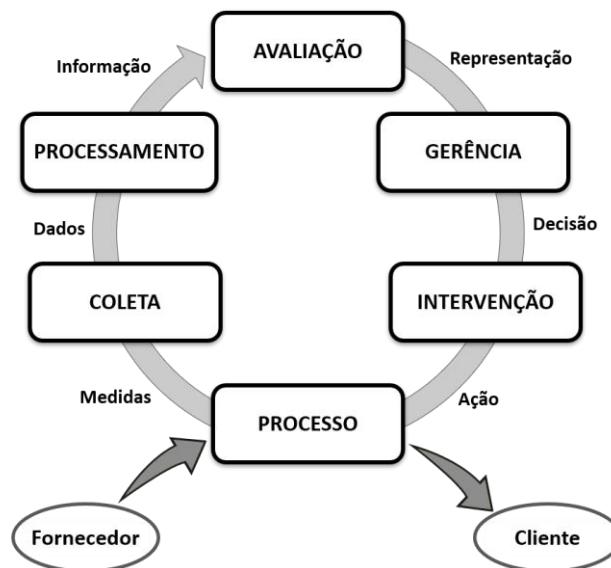 AVALIAÇÃO
Informação
Representação
PROCESSAMENTO
GERÊNCIA
Dados
Decisão
COLETA
INTERVENÇÃO
Medidas
Ação
PROCESSO
Fornecedor
Cliente